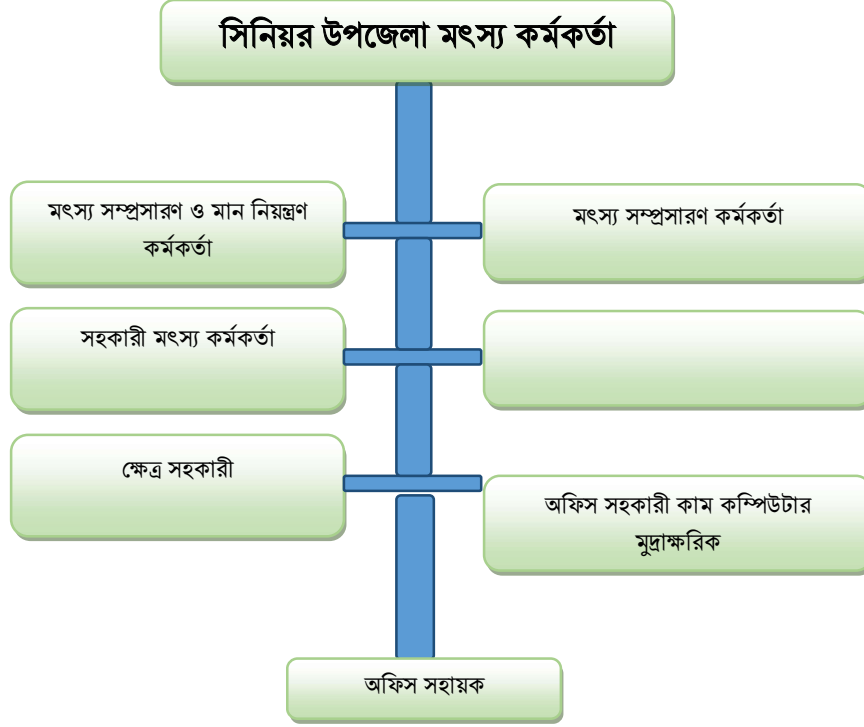 সিনিয়র উপজেলা মৎস্য কর্মকর্তা
মৎস্য সম্প্রসারণ ও মান নিয়ন্ত্রণ
কর্মকর্তা
মৎস্য সম্প্রসারণ কর্মকর্তা
সহকারী মৎস্য কর্মকর্তা
ক্ষেত্র সহকারী
অফিস সহকারী কাম কম্পিউটার
মুদ্রাক্ষরিক
অফিস সহায়ক